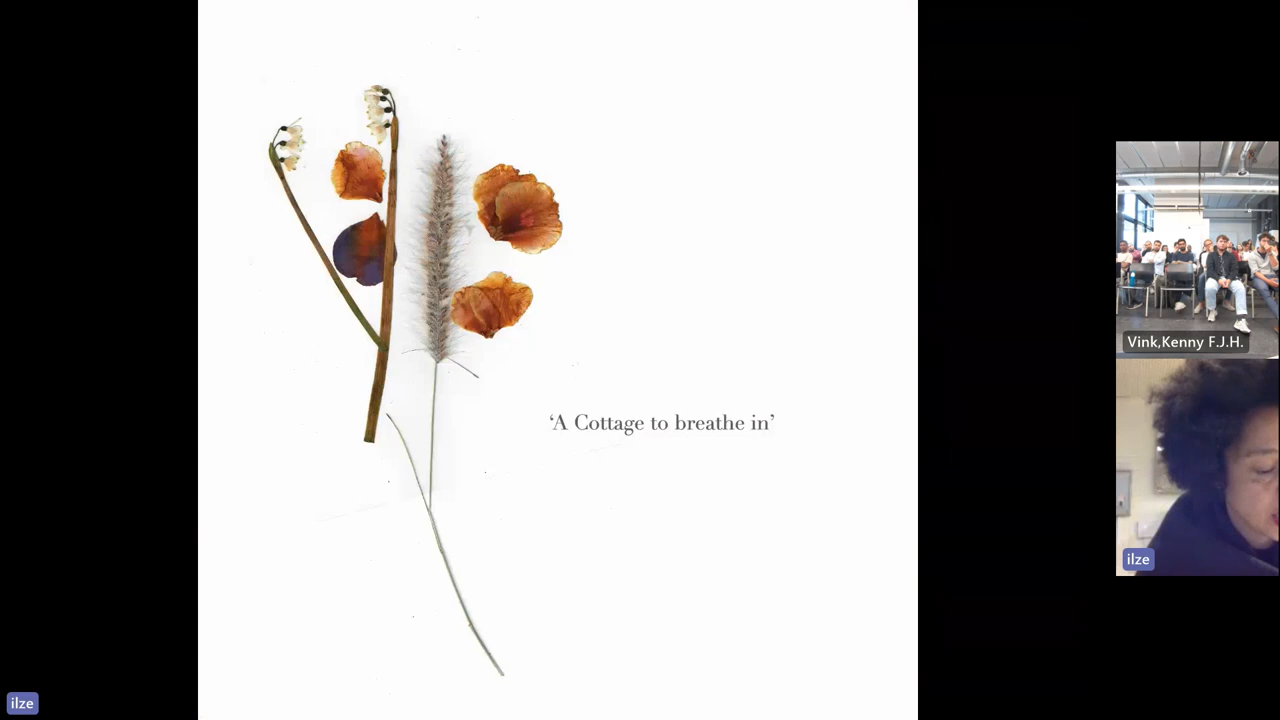 ‘A Cottage to breathe in’
Vink,Kenny F.J.H.
ilze
ilze